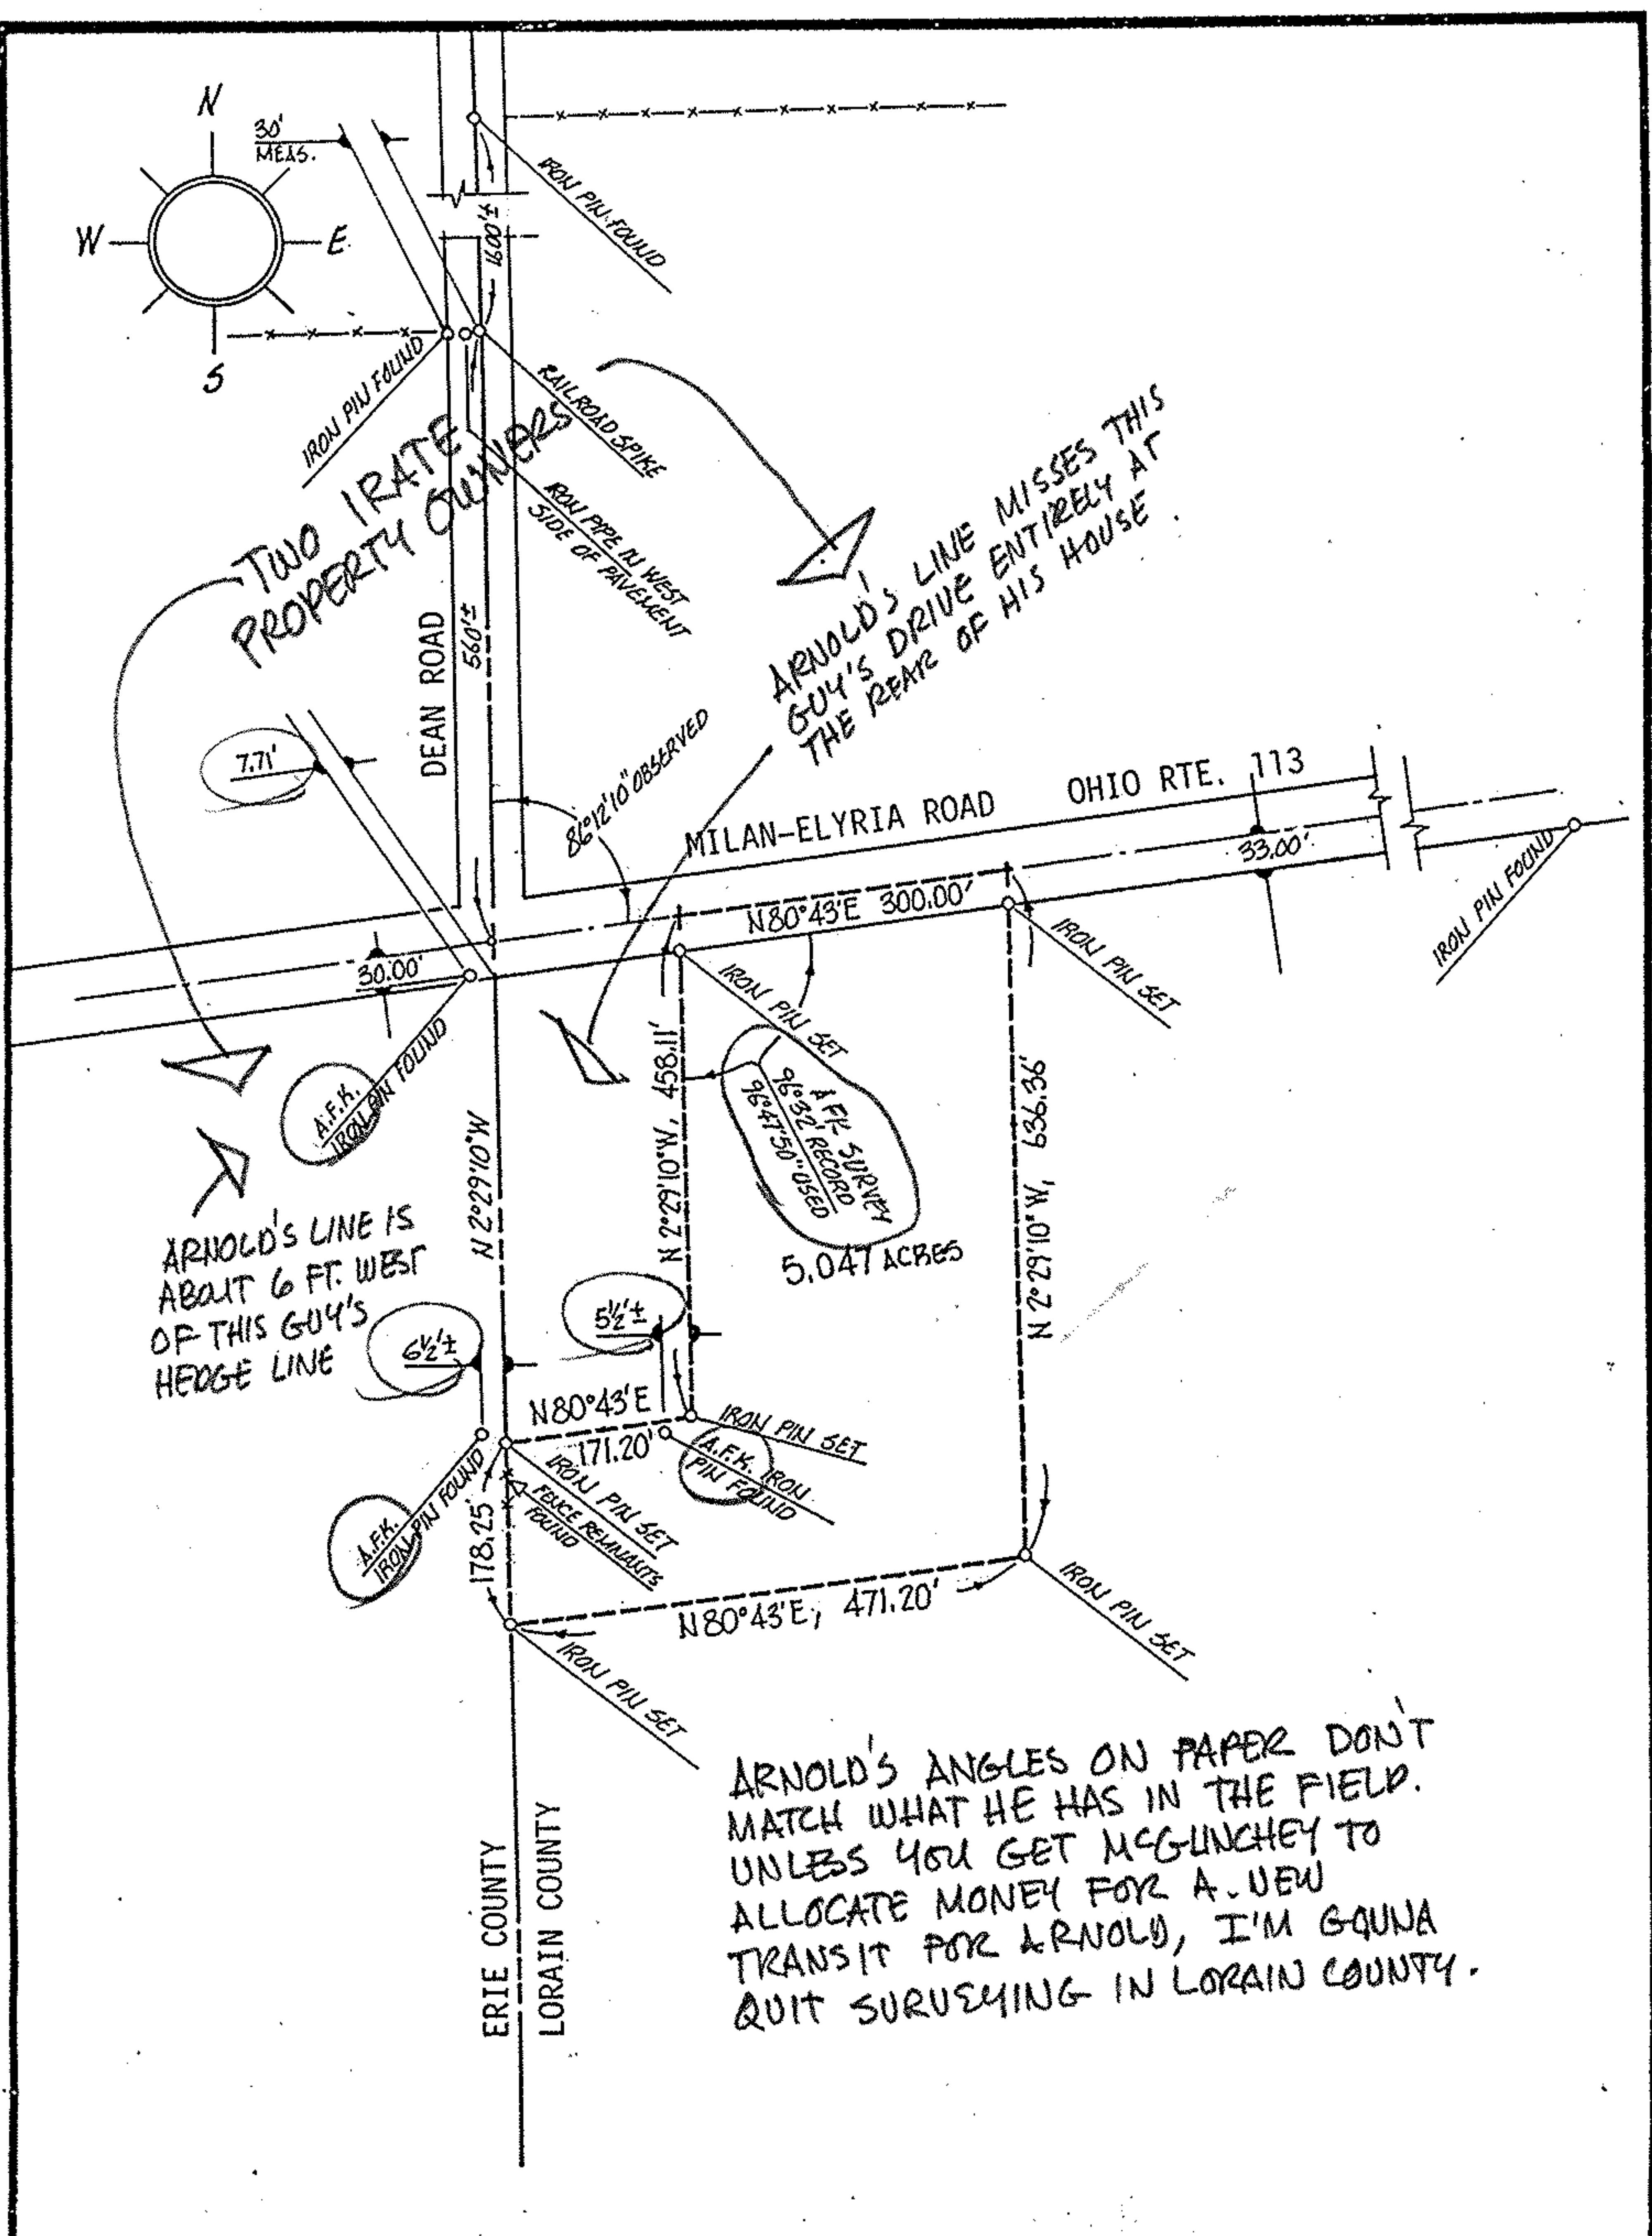 N
W
E
S
30'
MEAS.
IRON PIN FOUND
1600'±
IRON PIN FOUND
RAILROAD SPIKE
IRON PIPE IN WEST
SIDE OF PAVEMENT
TWO IRATE
PROPERTY OWNERS
ARNOLD'S LINE MISSES THIS
GUY'S DRIVE ENTIRELY AT
THE REAR OF HIS HOUSE.
DEAN ROAD
560'±
7.71'
86°12'10" OBSERVED
MILAN-ELYRIA ROAD OHIO RTE. 113
33.00'
IRON PIN FOUND
N80°43'E 300.00'
30.00'
IRON PIN SET
IRON PIN SET
A.F.K.
IRON PIN FOUND
N 2°29'10"W
N 2°29'10"W, 458.11'
AFK SURVEY
96°32' RECORD
96°47'50" USED
N 2°29'10"W, 636.36'
5.047 ACRES
ARNOLD'S LINE IS
ABOUT 6 FT. WEST
OF THIS GUY'S
HEDGE LINE
6½'±
5½'±
N80°43'E
171.20'
IRON PIN SET
A.F.K. IRON
PIN FOUND
IRON PIN SET
FENCE REMNANTS
FOUND
A.F.K.
IRON PIN FOUND
178.25'
N80°43'E, 471.20'
IRON PIN SET
IRON PIN SET
ERIE COUNTY
LORAIN COUNTY
ARNOLD'S ANGLES ON PAPER DON'T
MATCH WHAT HE HAS IN THE FIELD.
UNLESS YOU GET McGLINCHEY TO
ALLOCATE MONEY FOR A NEW
TRANSIT FOR ARNOLD, I'M GONNA
QUIT SURVEYING IN LORAIN COUNTY.